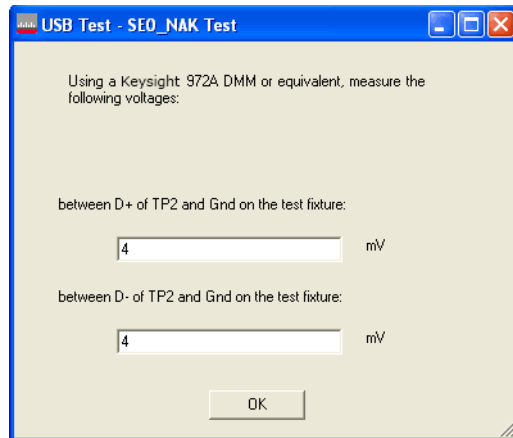 USB Test - SE0_NAK Test
Using a Keysight 972A DMM or equivalent, measure the
following voltages:
between D+ of TP2 and Gnd on the test fixture:
4 mV
between D- of TP2 and Gnd on the test fixture:
4 mV
OK